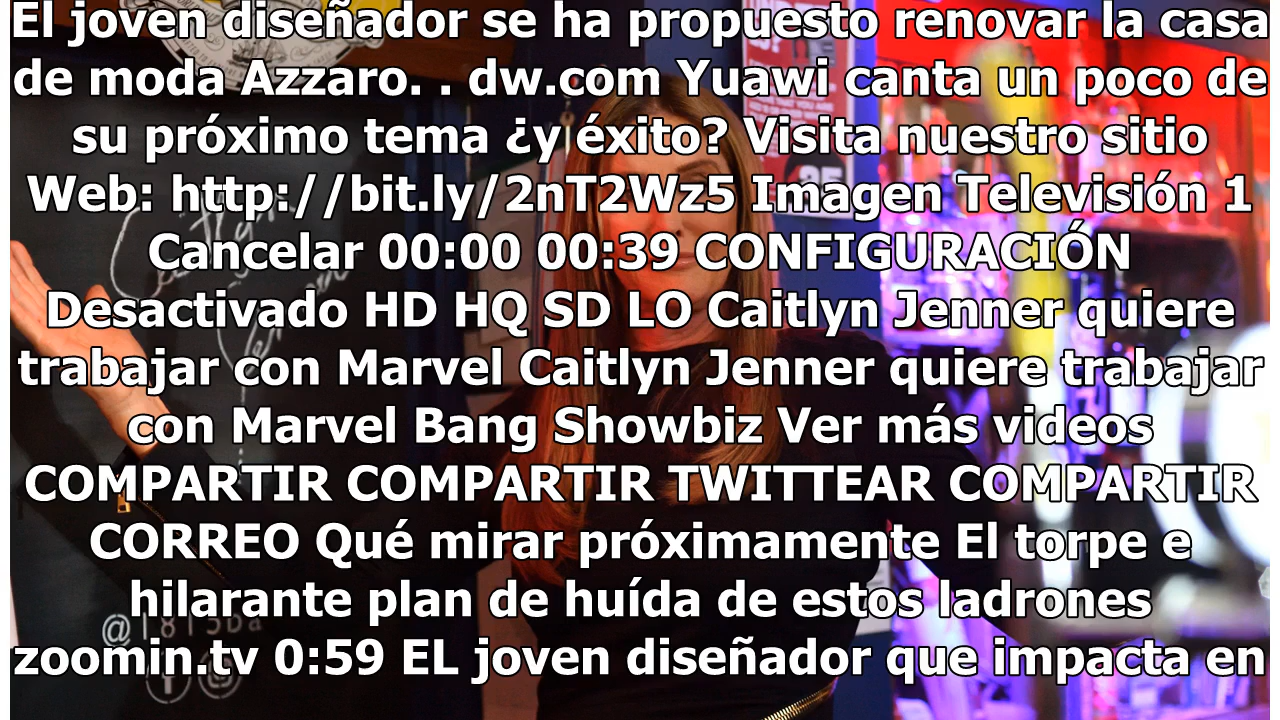 El joven diseñador se ha propuesto renovar la casa
de moda Azzaro. . dw.com Yuawi canta un poco de
su próximo tema ¿y éxito? Visita nuestro sitio
Web: http://bit.ly/2nT2Wz5 Imagen Televisión 1
Cancelar 00:00 00:39 CONFIGURACIÓN
Desactivado HD HQ SD LO Caitlyn Jenner quiere
trabajar con Marvel Caitlyn Jenner quiere trabajar
con Marvel Bang Showbiz Ver más videos
COMPARTIR COMPARTIR TWITTEAR COMPARTIR
CORREO Qué mirar próximamente El torpe e
hilarante plan de huída de estos ladrones
zoomin.tv 0:59 EL joven diseñador que impacta en
@1815ba